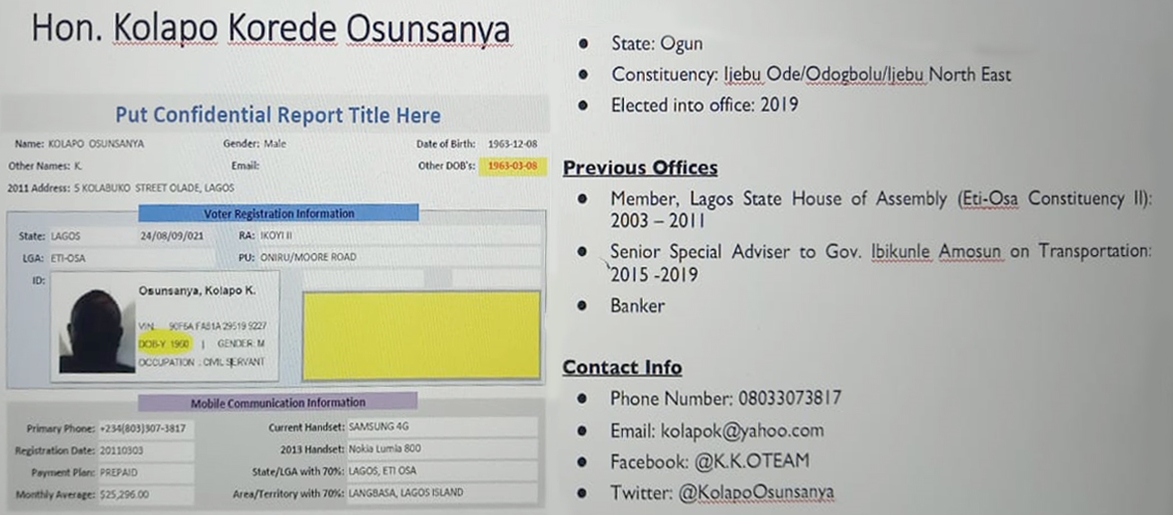 Hon. Kolapo Korede Osunsanya
Put Confidential Report Title Here
Name: KOLAPO OSUNSANYA Gender: Male Date of Birth: 1963-12-08
Other Names: K. Email: Other DOB's: 1963-03-08
2011 Address: 5 KOLABUKO STREET OLADE, LAGOS
Voter Registration Information
State: LAGOS 24/08/09/021 RA: IKOYI II
LGA: ETI-OSA PU: ONIRU/MOORE ROAD
ID:
Osunsanya, Kolapo K.
VIN: 90F5A FA81A 29519 9227
DOB-Y 1960 | GENDER: M
OCCUPATION : CIVIL SERVANT
Mobile Communication Information
Primary Phone: +234(803)307-3817 Current Handset: SAMSUNG 4G
Registration Date: 20110303 2013 Handset: Nokia Lumia 800
Payment Plan: PREPAID State/LGA with 70%: LAGOS, ETI OSA
Monthly Average: $25,296.00 Area/Territory with 70%: LANGBASA, LAGOS ISLAND
State: Ogun
Constituency: Ijebu Ode/Odogbolu/Ijebu North East
Elected into office: 2019
Previous Offices
Member, Lagos State House of Assembly (Eti-Osa Constituency II):
2003 – 2011
Senior Special Adviser to Gov. Ibikunle Amosun on Transportation:
2015 -2019
Banker
Contact Info
Phone Number: 08033073817
Email: kolapok@yahoo.com
Facebook: @K.K.OTEAM
Twitter: @KolapoOsunsanya